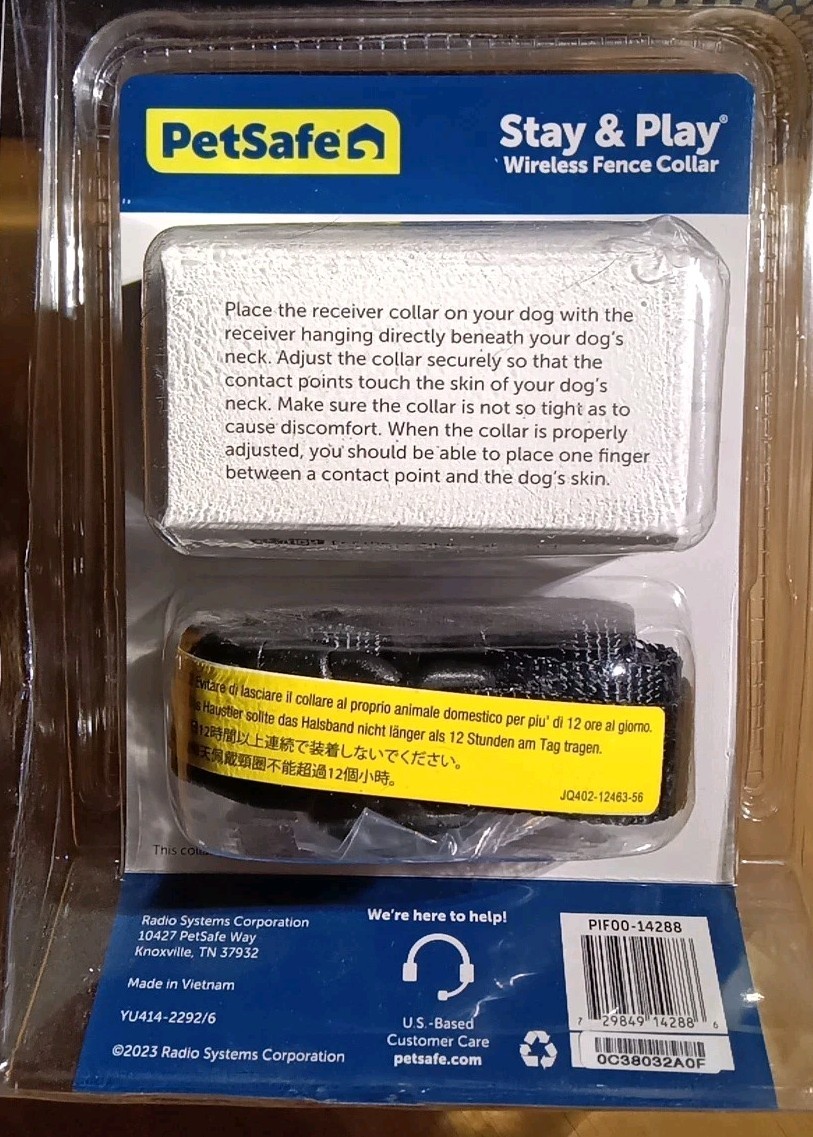 PetSafe
Stay & Play®
Wireless Fence Collar
Place the receiver collar on your dog with the
receiver hanging directly beneath your dog's
neck. Adjust the collar securely so that the
contact points touch the skin of your dog's
neck. Make sure the collar is not so tight as to
cause discomfort. When the collar is properly
adjusted, you should be able to place one finger
between a contact point and the dog's skin.
Evitare di lasciare il collare al proprio animale domestico per piu' di 12 ore al giorno.
Haustier sollte das Halsband nicht länger als 12 Stunden am Tag tragen.
12時間以上連続で装着しないでください。
天佩戴頸圈不能超過12個小時。
JQ402-12463-56
This
Radio Systems Corporation
10427 PetSafe Way
Knoxville, TN 37932
Made in Vietnam
YU414-2292/6
©2023 Radio Systems Corporation
We're here to help!
U.S.-Based
Customer Care
petsafe.com
PIF00-14288
7 29849 14288 6
0C38032A0F